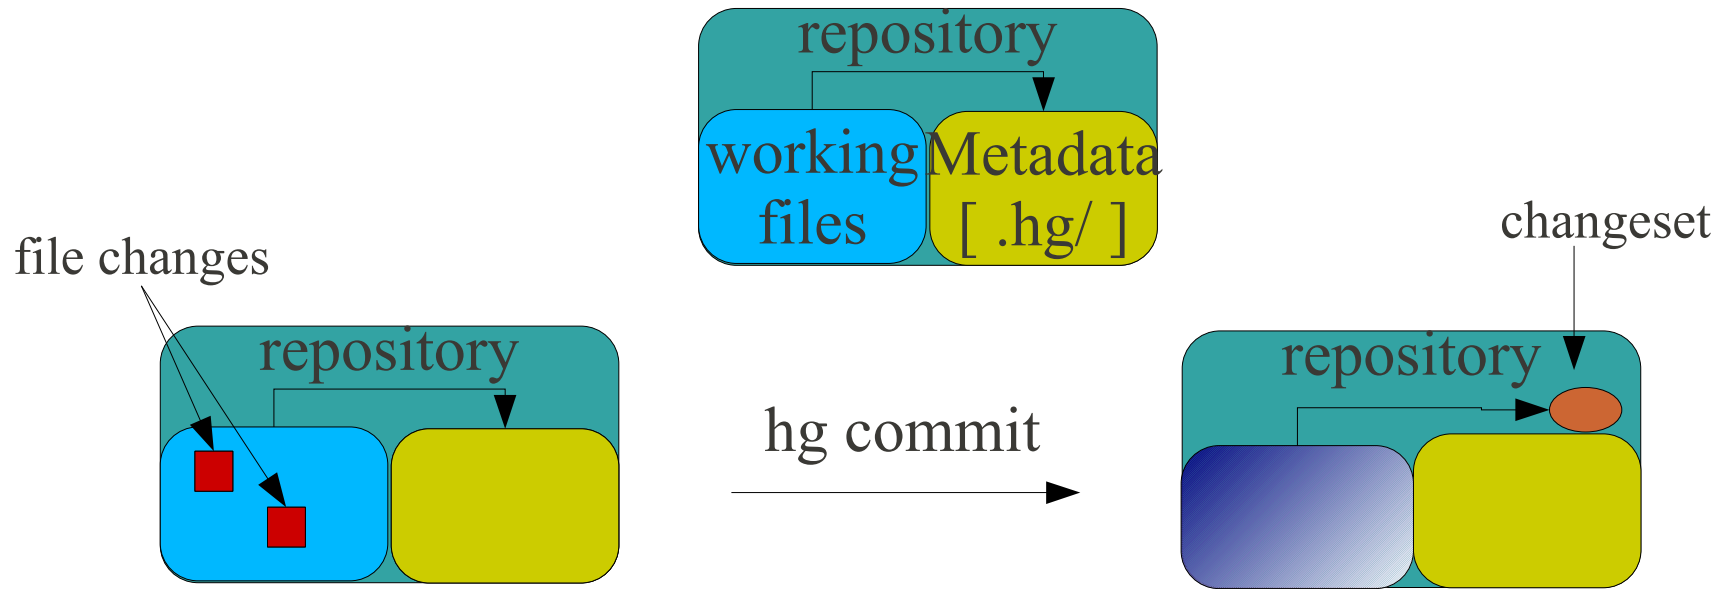 repository
working
files
Metadata
[ .hg/ ]
file changes
repository
hg commit
changeset
repository